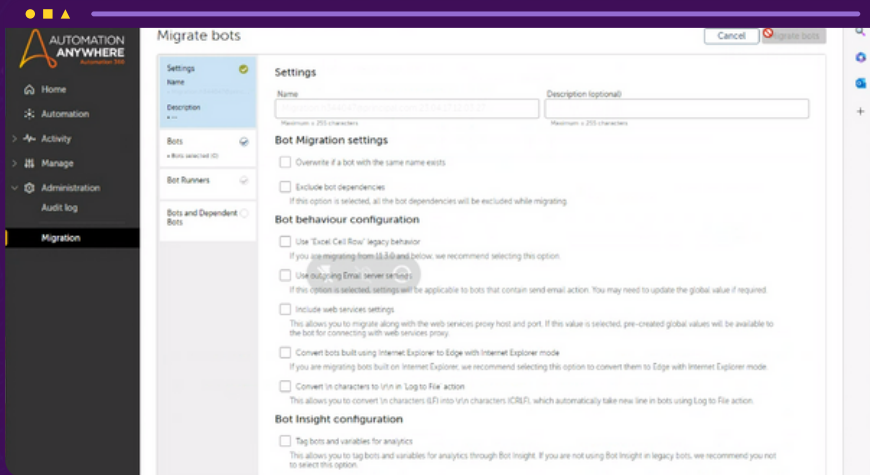 AUTOMATION
ANYWHERE
Automation 360
Home
Automation
Activity
Manage
Administration
Audit log
Migration
Migrate bots
Cancel
Migrate bots
Settings
Name
Description
• --
Bots
• Bots selected (0)
Bot Runners
Bots and Dependent
Bots
Settings
Name
Maximum = 255 characters
Description (optional)
Maximum = 255 characters
Bot Migration settings
Overwrite if a bot with the same name exists
Exclude bot dependencies
If this option is selected, all the bot dependencies will be excluded while migrating.
Bot behaviour configuration
Use 'Excel Cell Row' legacy behavior
If you are migrating from 11.3.0 and below, we recommend selecting this option
Use outgoing Email server settings
If this option is selected, settings will be applicable to bots that contain send email action. You may need to update the global value if required.
Include web services settings
This allows you to migrate along with the web services proxy host and port. If this value is selected, pre-created global values will be available to
the bot for connecting with web services proxy.
Convert bots built using Internet Explorer to Edge with Internet Explorer mode
If you are migrating bots built on Internet Explorer, we recommend selecting this option to convert them to Edge with Internet Explorer mode.
Convert \n characters to \r\n in 'Log to File' action
This allows you to convert \n characters (LF) into \r\n characters (CRLF), which automatically take new line in bots using Log to File action.
Bot Insight configuration
Tag bots and variables for analytics
This allows you to tag bots and variables for analytics through Bot Insight. If you are not using Bot Insight in legacy bots, we recommend you not
to select this option.